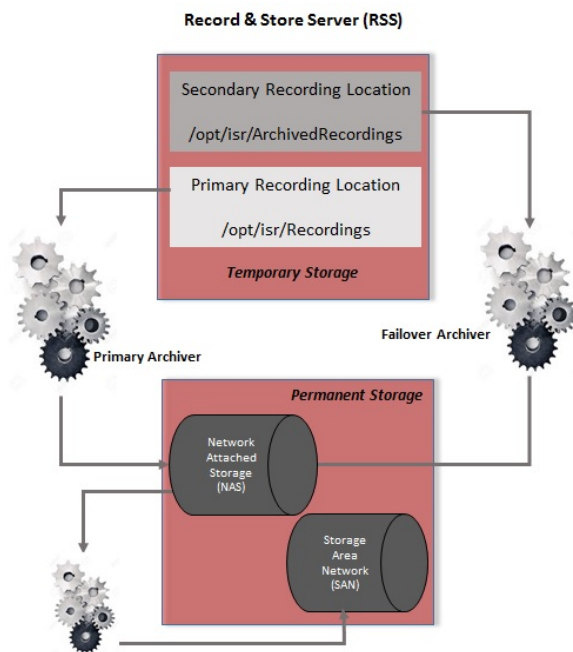 Record & Store Server (RSS)
Secondary Recording Location
/opt/isr/ArchivedRecordings
Primary Recording Location
/opt/isr/Recordings
Temporary Storage
Primary Archiver
Failover Archiver
Permanent Storage
Network
Attached
Storage
(NAS)
Storage
Area
Network
(SAN)